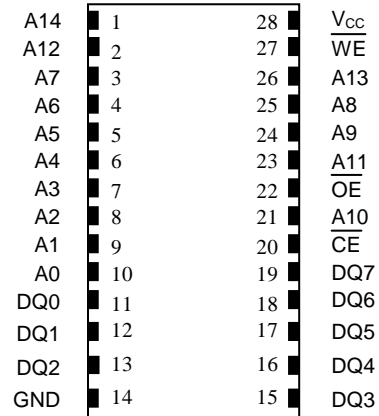 A14 1 28 VCC
A12 2 27 WE
A7 3 26 A13
A6 4 25 A8
A5 5 24 A9
A4 6 23 A11
A3 7 22 OE
A2 8 21 A10
A1 9 20 CE
A0 10 19 DQ7
DQ0 11 18 DQ6
DQ1 12 17 DQ5
DQ2 13 16 DQ4
GND 14 15 DQ3